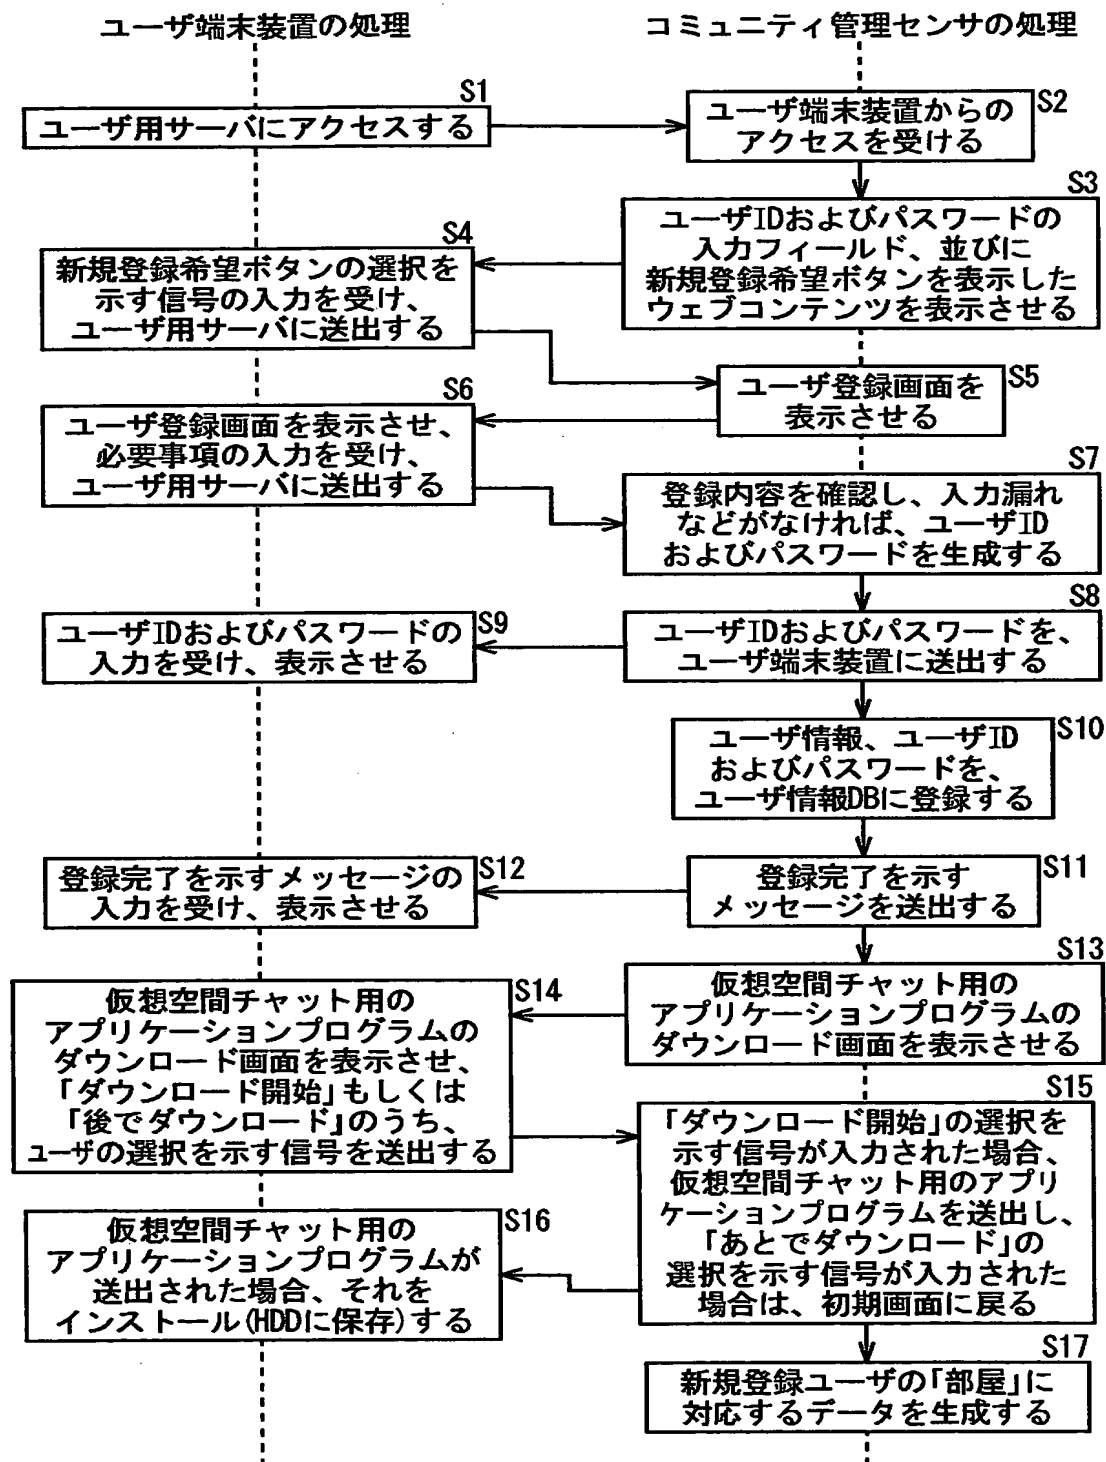 ユーザ端末装置の処理
コミュニティ管理センサの処理
S1
ユーザ用サーバにアクセスする
S2
ユーザ端末装置からの
アクセスを受ける
S3
ユーザIDおよびパスワードの
入力フィールド、並びに
新規登録希望ボタンを表示した
ウェブコンテンツを表示させる
S4
新規登録希望ボタンの選択を
示す信号の入力を受け、
ユーザ用サーバに送出する
S5
ユーザ登録画面を
表示させる
S6
ユーザ登録画面を表示させ、
必要事項の入力を受け、
ユーザ用サーバに送出する
S7
登録内容を確認し、入力漏れ
などがなければ、ユーザID
およびパスワードを生成する
S8
ユーザIDおよびパスワードを、
ユーザ端末装置に送出する
S9
ユーザIDおよびパスワードの
入力を受け、表示させる
S10
ユーザ情報、ユーザID
およびパスワードを、
ユーザ情報DBに登録する
S11
登録完了を示す
メッセージを送出する
S12
登録完了を示すメッセージの
入力を受け、表示させる
S13
仮想空間チャット用の
アプリケーションプログラムの
ダウンロード画面を表示させる
S14
仮想空間チャット用の
アプリケーションプログラムの
ダウンロード画面を表示させ、
「ダウンロード開始」もしくは
「後でダウンロード」のうち、
ユーザの選択を示す信号を送出する
S15
「ダウンロード開始」の選択を
示す信号が入力された場合、
仮想空間チャット用のアプリ
ケーションプログラムを送出し、
「あとでダウンロード」の
選択を示す信号が入力された
場合は、初期画面に戻る
S16
仮想空間チャット用の
アプリケーションプログラムが
送出された場合、それを
インストール(HDDに保存)する
S17
新規登録ユーザの「部屋」に
対応するデータを生成する